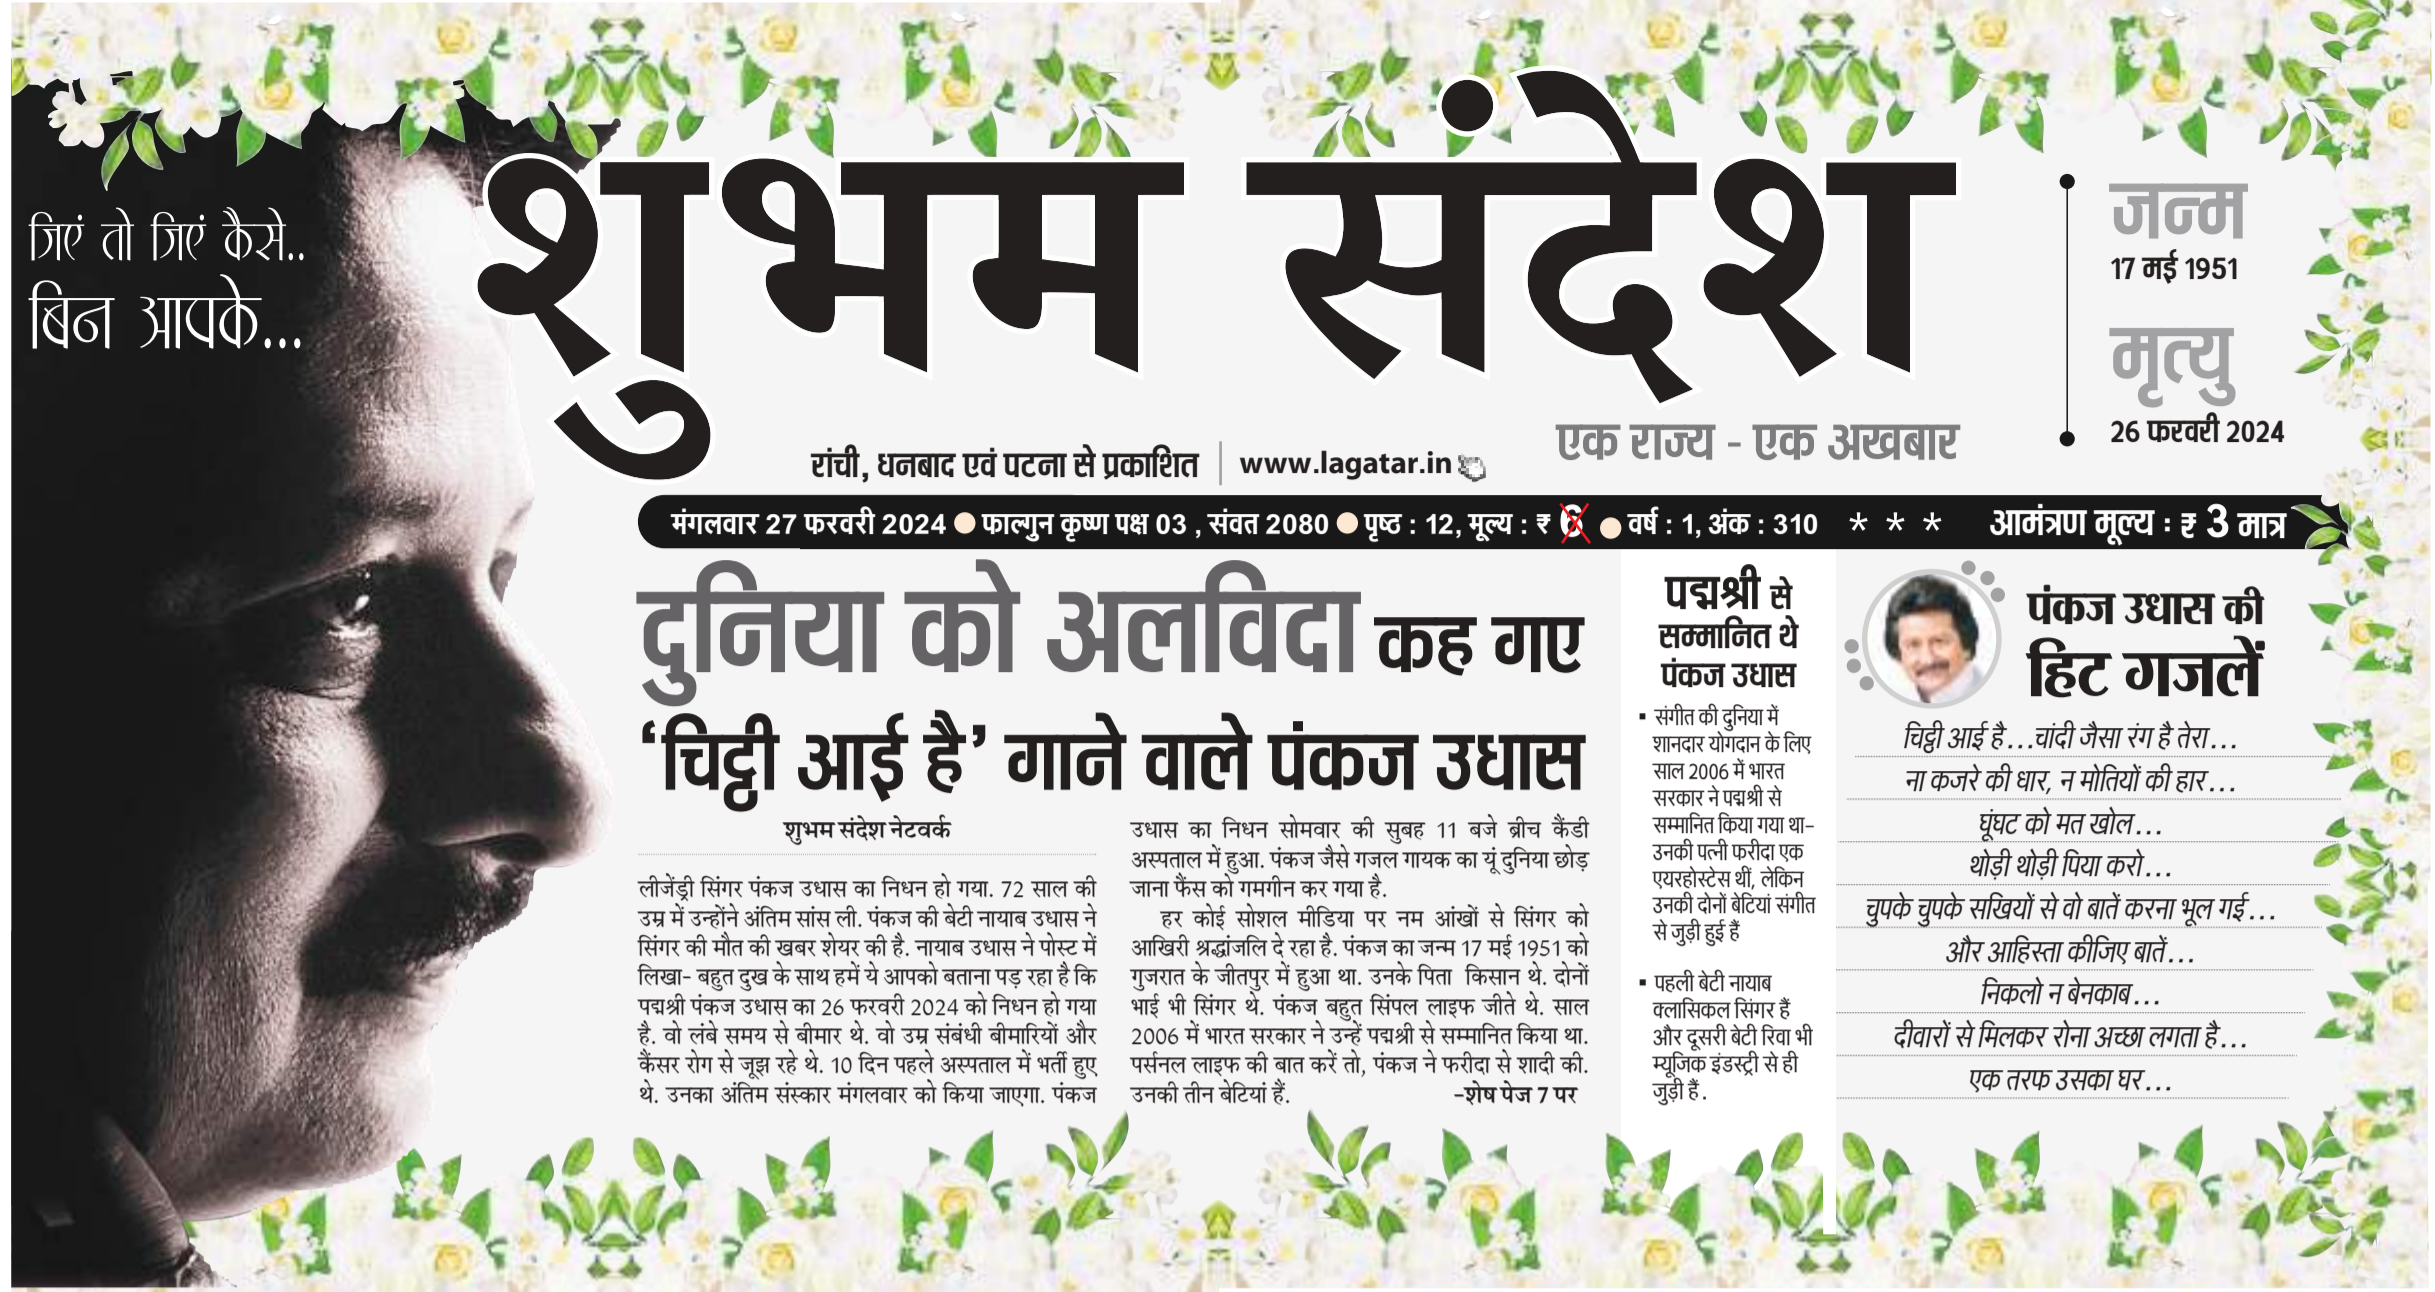 जिएं तो जिएं कैसे..
बिन आपके...
शुभम संदेश
जन्म
17 मई 1951
मृत्यु
26 फरवरी 2024
एक राज्य - एक अखबार
रांची, धनबाद एवं पटना से प्रकाशित
www.lagatar.in
मंगलवार 27 फरवरी 2024 ● फाल्गुन कृष्ण पक्ष 03 , संवत 2080 ● पृष्ठ : 12, मूल्य : ₹ 6 ● वर्ष : 1, अंक : 310 * * * आमंत्रण मूल्य : ₹ 3 मात्र
दुनिया को अलविदा कह गए
‘चिट्ठी आई है’ गाने वाले पंकज उधास
शुभम संदेश नेटवर्क
लीजेंड्री सिंगर पंकज उधास का निधन हो गया. 72 साल की
उम्र में उन्होंने अंतिम सांस ली. पंकज की बेटी नायाब उधास ने
सिंगर की मौत की खबर शेयर की है. नायाब उधास ने पोस्ट में
लिखा- बहुत दुख के साथ हमें ये आपको बताना पड़ रहा है कि
पद्मश्री पंकज उधास का 26 फरवरी 2024 को निधन हो गया
है. वो लंबे समय से बीमार थे. वो उम्र संबंधी बीमारियों और
कैंसर रोग से जूझ रहे थे. 10 दिन पहले अस्पताल में भर्ती हुए
थे. उनका अंतिम संस्कार मंगलवार को किया जाएगा. पंकज
उधास का निधन सोमवार की सुबह 11 बजे ब्रीच कैंडी
अस्पताल में हुआ. पंकज जैसे गजल गायक का यूं दुनिया छोड़
जाना फैंस को गमगीन कर गया है.
हर कोई सोशल मीडिया पर नम आंखों से सिंगर को
आखिरी श्रद्धांजलि दे रहा है. पंकज का जन्म 17 मई 1951 को
गुजरात के जीतपुर में हुआ था. उनके पिता किसान थे. दोनों
भाई भी सिंगर थे. पंकज बहुत सिंपल लाइफ जीते थे. साल
2006 में भारत सरकार ने उन्हें पद्मश्री से सम्मानित किया था.
पर्सनल लाइफ की बात करें तो, पंकज ने फरीदा से शादी की.
उनकी तीन बेटियां हैं. -शेष पेज 7 पर
पद्मश्री से
सम्मानित थे
पंकज उधास
▪ संगीत की दुनिया में
शानदार योगदान के लिए
साल 2006 में भारत
सरकार ने पद्मश्री से
सम्मानित किया गया था-
उनकी पत्नी फरीदा एक
एयरहोस्टेस थीं, लेकिन
उनकी दोनों बेटियां संगीत
से जुड़ी हुई हैं
▪ पहली बेटी नायाब
क्लासिकल सिंगर हैं
और दूसरी बेटी रिवा भी
म्यूजिक इंडस्ट्री से ही
जुड़ी हैं.
पंकज उधास की
हिट गजलें
चिट्ठी आई है...चांदी जैसा रंग है तेरा...
ना कजरे की धार, न मोतियों की हार...
घूंघट को मत खोल...
थोड़ी थोड़ी पिया करो...
चुपके चुपके सखियों से वो बातें करना भूल गई...
और आहिस्ता कीजिए बातें...
निकलो न बेनकाब...
दीवारों से मिलकर रोना अच्छा लगता है...
एक तरफ उसका घर...